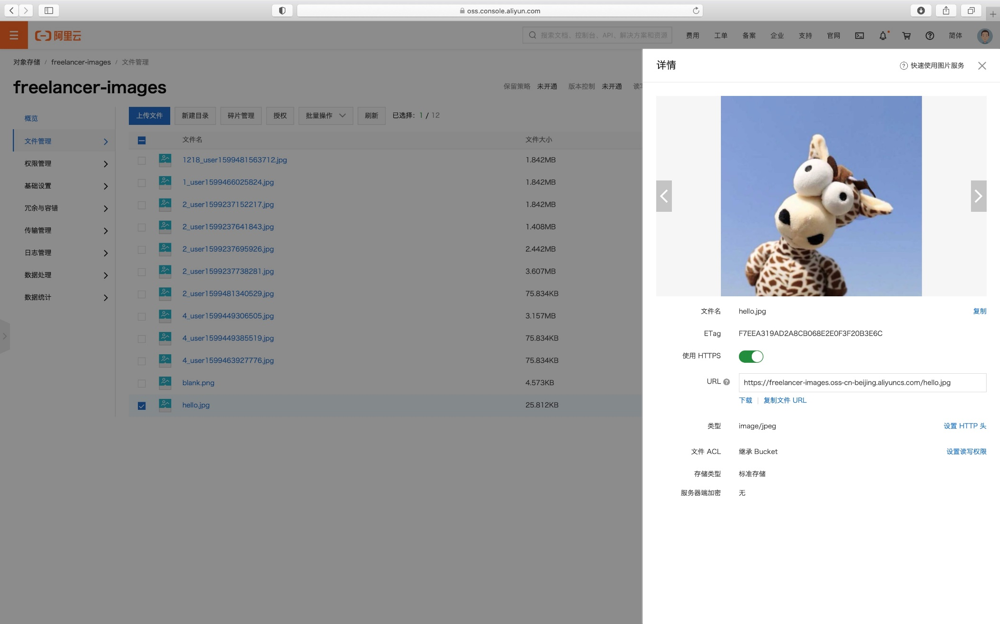 oss.console.aliyun.com
阿里云
搜索文档、控制台、API、解决方案和资源
费用 工单 备案 企业 支持 官网 简体
对象存储 / freelancer-images / 文件管理
freelancer-images
保留策略 未开通 版本控制 未开通
概览
文件管理
权限管理
基础设置
冗余与容错
传输管理
日志管理
数据处理
数据统计
上传文件 新建目录 碎片管理 授权 批量操作 刷新 已选择: 1 / 12
文件名 文件大小
1218_user1599481563712.jpg 1.842MB
1_user1599466025824.jpg 1.842MB
2_user1599237152217.jpg 1.842MB
2_user1599237641843.jpg 1.408MB
2_user1599237695926.jpg 2.442MB
2_user1599237738281.jpg 3.607MB
2_user1599481340529.jpg 75.834KB
4_user1599449306505.jpg 3.157MB
4_user1599449385519.jpg 75.834KB
4_user1599463927776.jpg 75.834KB
blank.png 4.573KB
hello.jpg 25.812KB
详情 快速使用图片服务
文件名 hello.jpg 复制
ETag F7EEA319AD2A8CB068E2E0F3F20B3E6C
使用 HTTPS
URL https://freelancer-images.oss-cn-beijing.aliyuncs.com/hello.jpg
下载 | 复制文件 URL
类型 image/jpeg 设置 HTTP 头
文件 ACL 继承 Bucket 设置读写权限
存储类型 标准存储
服务器端加密 无